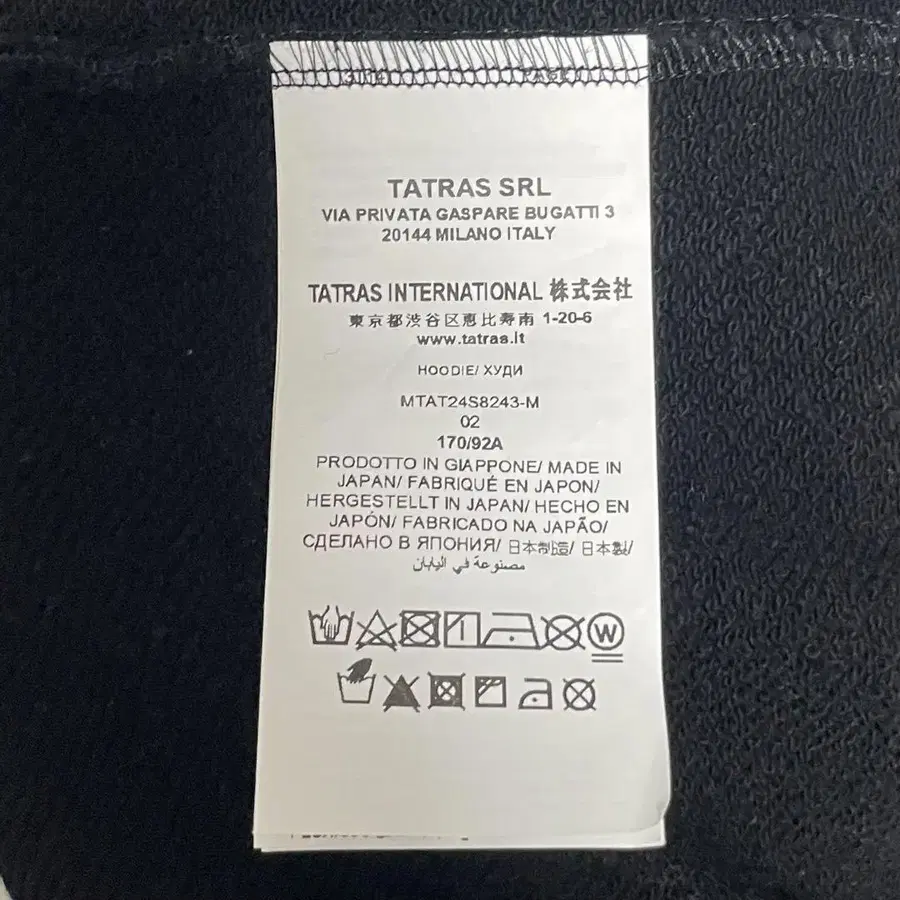 TATRAS SRL
VIA PRIVATA GASPARE BUGATTI 3
20144 MILANO ITALY
TATRAS INTERNATIONAL 株式会社
東京都渋谷区恵比寿南 1-20-6
www.tatras.it
HOODIE/ ХУДИ
MTAT24S8243-M
02
170/92A
PRODOTTO IN GIAPPONE/ MADE IN
JAPAN/ FABRIQUÉ EN JAPON/
HERGESTELLT IN JAPAN/ HECHO EN
JAPÓN/ FABRICADO NA JAPÃO/
СДЕЛАНО В ЯПОНИЯ/ 日本制造/ 日本製/
مصنوعة في اليابان
W